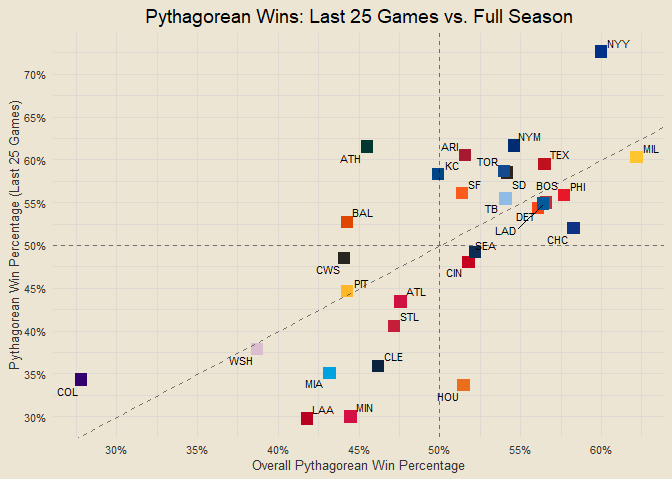 Pythagorean Wins: Last 25 Games vs. Full Season
Pythagorean Win Percentage (Last 25 Games)
70%
65%
60%
55%
50%
45%
40%
35%
30%
NYY
NYM
ARI
MIL
ATH
KC
TOR
TEX
SF
SD
BOS
PHI
TB
BAL
DET
LAD
CHC
SEA
CWS
CIN
PIT
ATL
STL
WSH
CLE
MIA
COL
HOU
LAA
MIN
30%
35%
40%
45%
50%
55%
60%
Overall Pythagorean Win Percentage